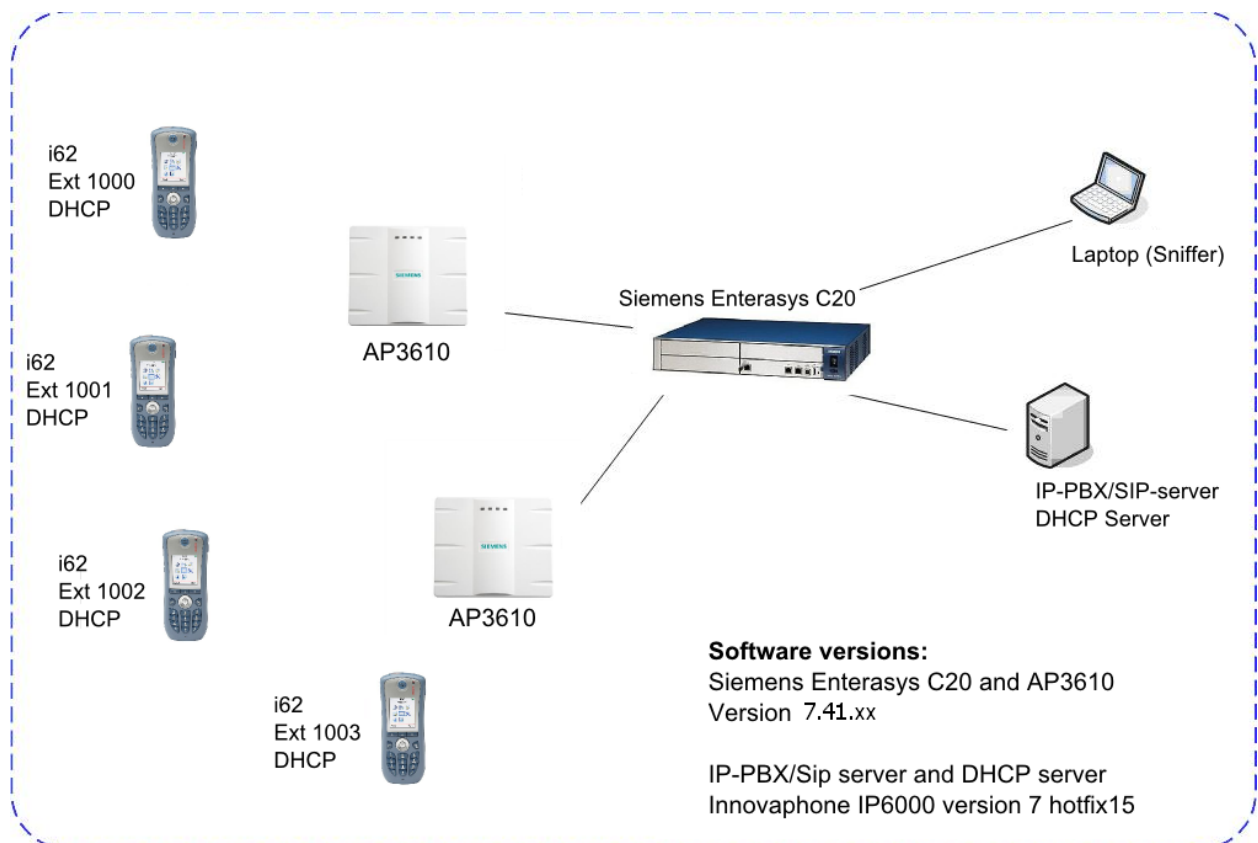 i62
Ext 1000
DHCP
SIEMENS
AP3610
Siemens Enterasys C20
Laptop (Sniffer)
i62
Ext 1001
DHCP
IP-PBX/SIP-server
DHCP Server
i62
Ext 1002
DHCP
SIEMENS
AP3610
i62
Ext 1003
DHCP
Software versions:
Siemens Enterasys C20 and AP3610
Version 7.41.xx
IP-PBX/Sip server and DHCP server
Innovaphone IP6000 version 7 hotfix15